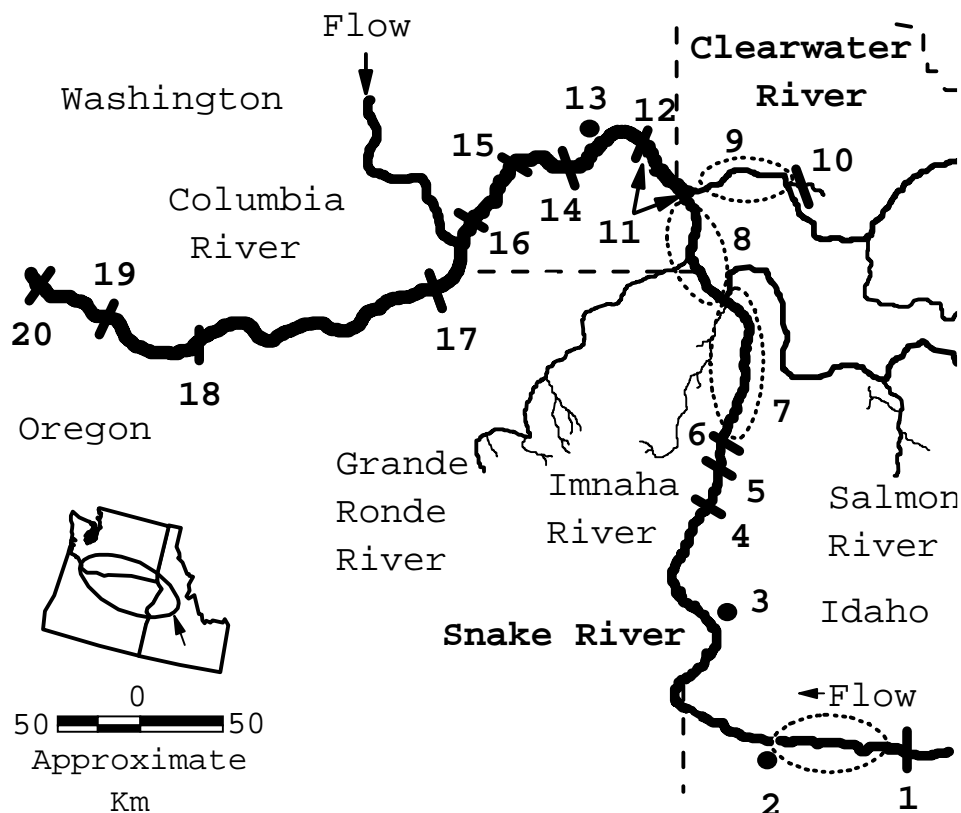 Flow
Clearwater
River
Washington
13
12
15
9
10
Columbia
River
14
16
11
8
19
20
17
18
7
Oregon
6
Grande
Ronde
River
Imnaha
River
5
4
Salmon
River
3
Idaho
Snake River
0
Flow
50
50
Approximate
Km
2
1